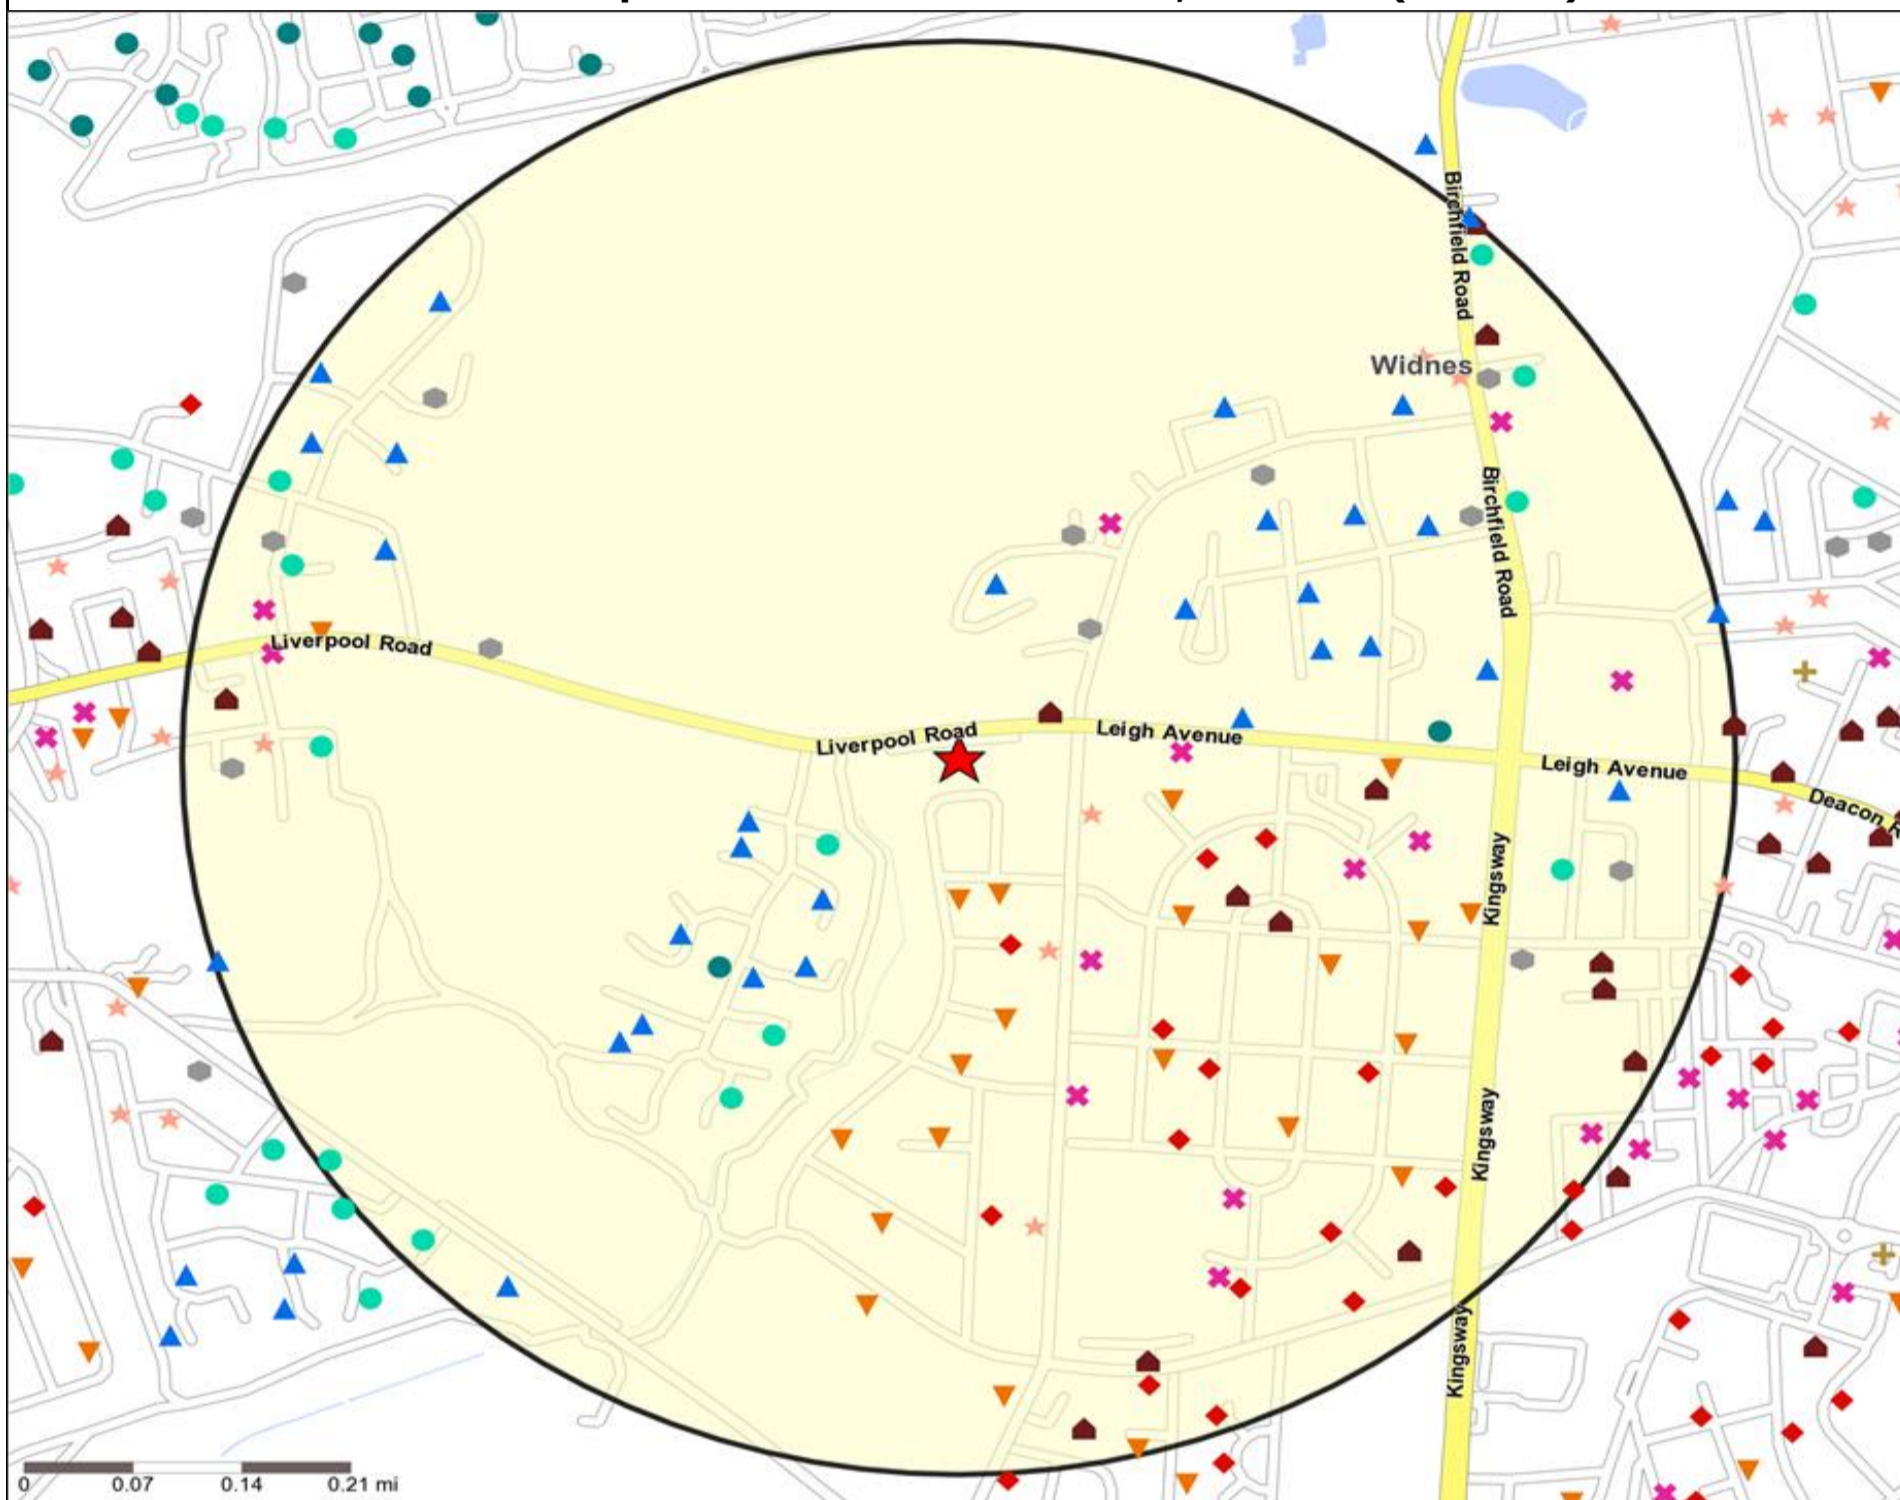 Birchfield Road
Widnes
Birchfield Road
Liverpool Road
Liverpool Road
Leigh Avenue
Leigh Avenue
Deacon
Kingsway
Kingsway
Kingsway
0 0.07 0.14 0.21 mi